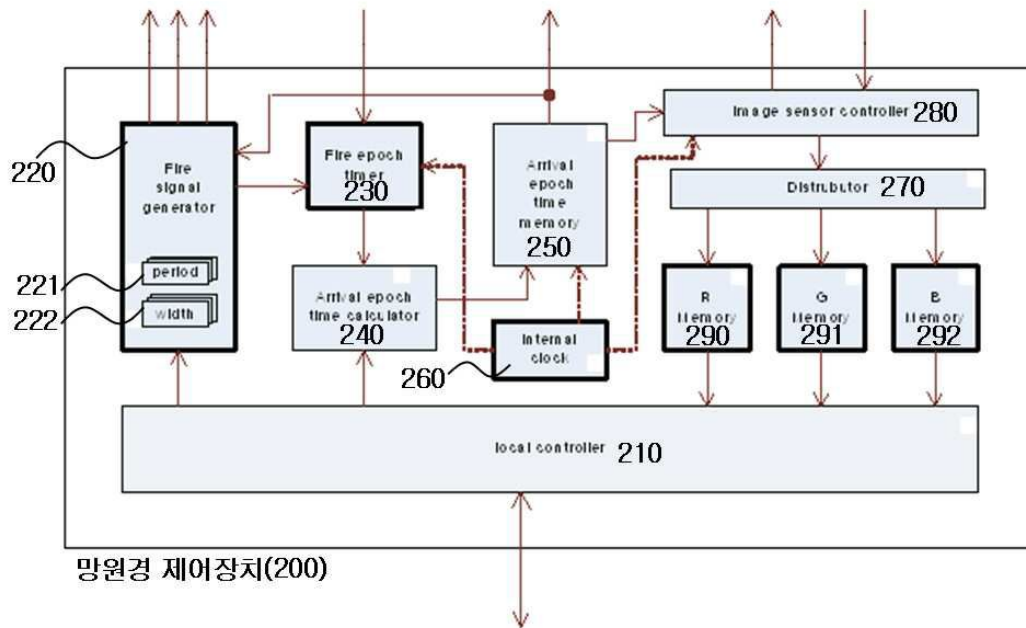 220
Fire
signal
generator
221
period
222
width
Fire epoch
timer
230
Arrival epoch
time calculator
240
Arrival
epoch
time
memory
250
Internal
clock
260
Image sensor controller 280
Distrubutor 270
R
Memory
290
G
Memory
291
B
Memory
292
local controller 210
망원경 제어장치(200)